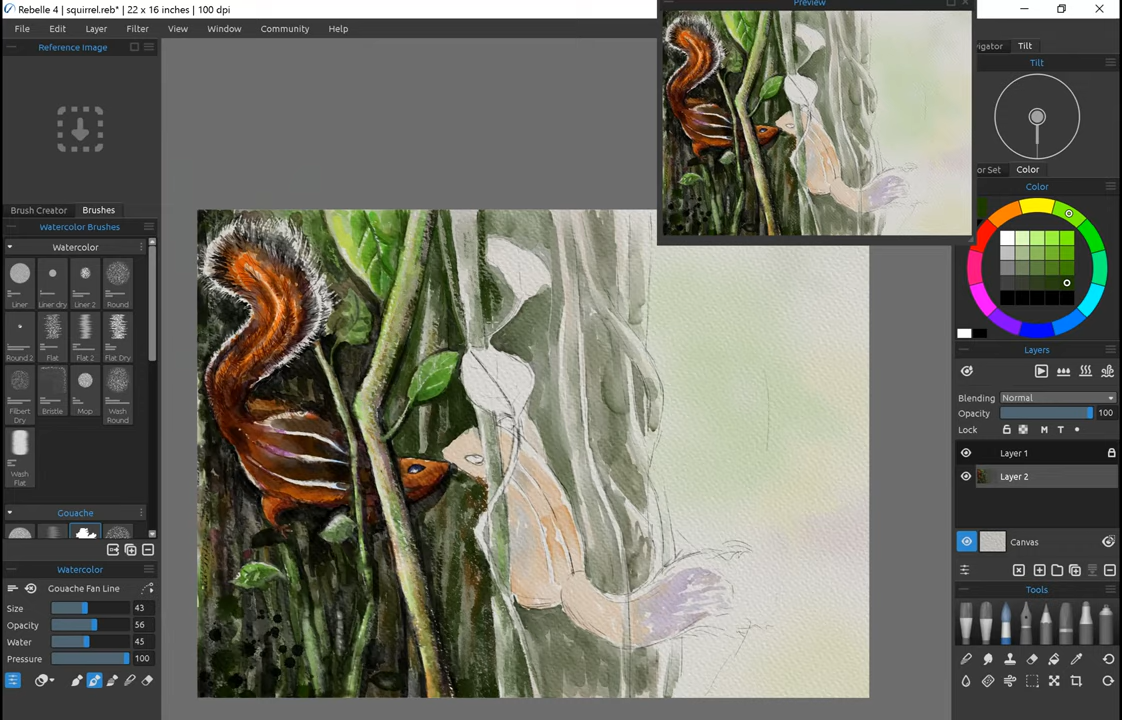 Rebelle 4 | squirrel.reb* | 22 x 16 inches | 100 dpi
Preview
File Edit Layer Filter View Window Community Help
Reference Image
Tilt
Tilt
Color
Color
Brush Creator Brushes
Watercolor Brushes
Watercolor
Liner Liner dry Liner 2 Round
Round 2 Flat Flat 2 Flat Dry
Filbert Dry Bristle Mop Wash Round
Wash Flat
Gouache
Watercolor
Gouache Fan Line
Size 43
Opacity 56
Water 45
Pressure 100
Layers
Blending Normal
Opacity 100
Lock M T
Layer 1
Layer 2
Canvas
Tools